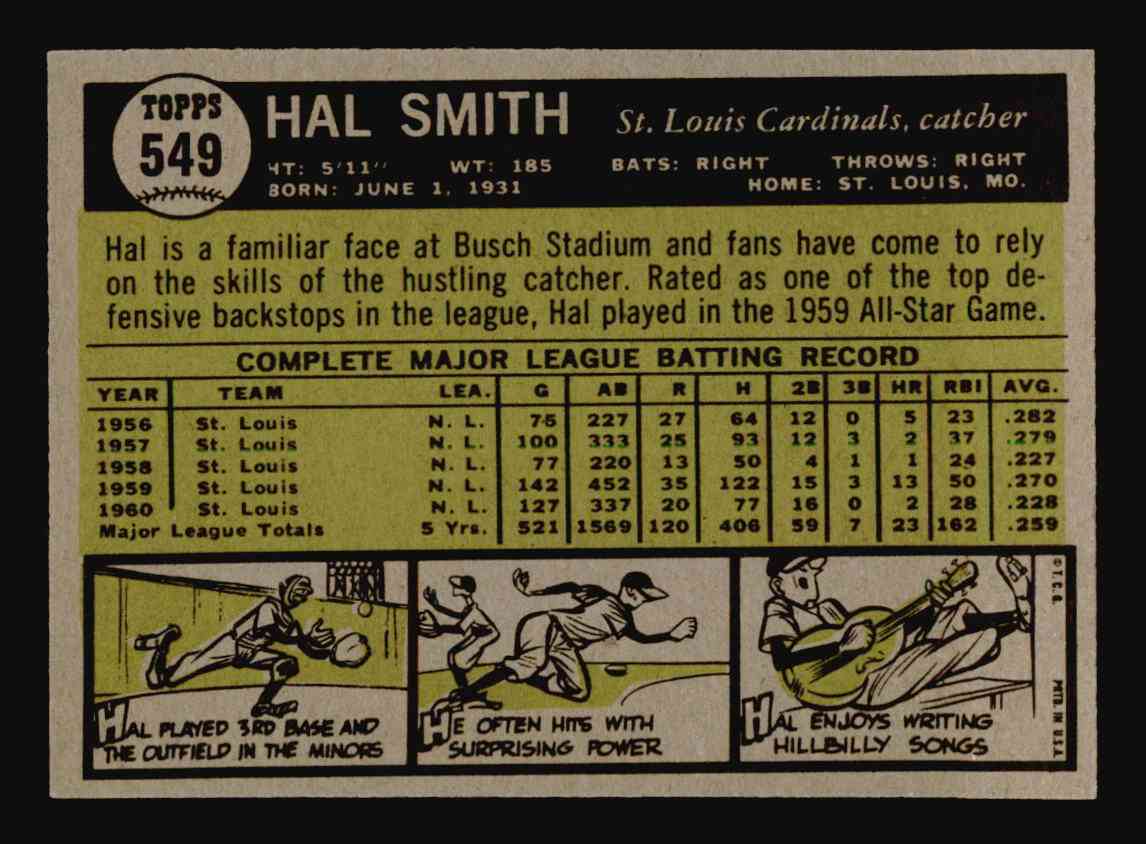 TOPPS
549
HAL SMITH
St. Louis Cardinals, catcher
HT: 5'11" WT: 185 BATS: RIGHT THROWS: RIGHT
BORN: JUNE 1, 1931 HOME: ST. LOUIS, MO.
Hal is a familiar face at Busch Stadium and fans have come to rely
on the skills of the hustling catcher. Rated as one of the top de-
fensive backstops in the league, Hal played in the 1959 All-Star Game.
COMPLETE MAJOR LEAGUE BATTING RECORD
YEAR TEAM LEA. G AB R H 2B 3B HR RBI AVG.
1956 St. Louis N. L. 75 227 27 64 12 0 5 23 .282
1957 St. Louis N. L. 100 333 25 93 12 3 2 37 .279
1958 St. Louis N. L. 77 220 13 50 4 1 1 24 .227
1959 St. Louis N. L. 142 452 35 122 15 3 13 50 .270
1960 St. Louis N. L. 127 337 20 77 16 0 2 28 .228
Major League Totals 5 Yrs. 521 1569 120 406 59 7 23 162 .259
HAL PLAYED 3RD BASE AND
THE OUTFIELD IN THE MINORS
HE OFTEN HITS WITH
SURPRISING POWER
HAL ENJOYS WRITING
HILLBILLY SONGS
© T. C. G.
PRTD. IN U.S.A.